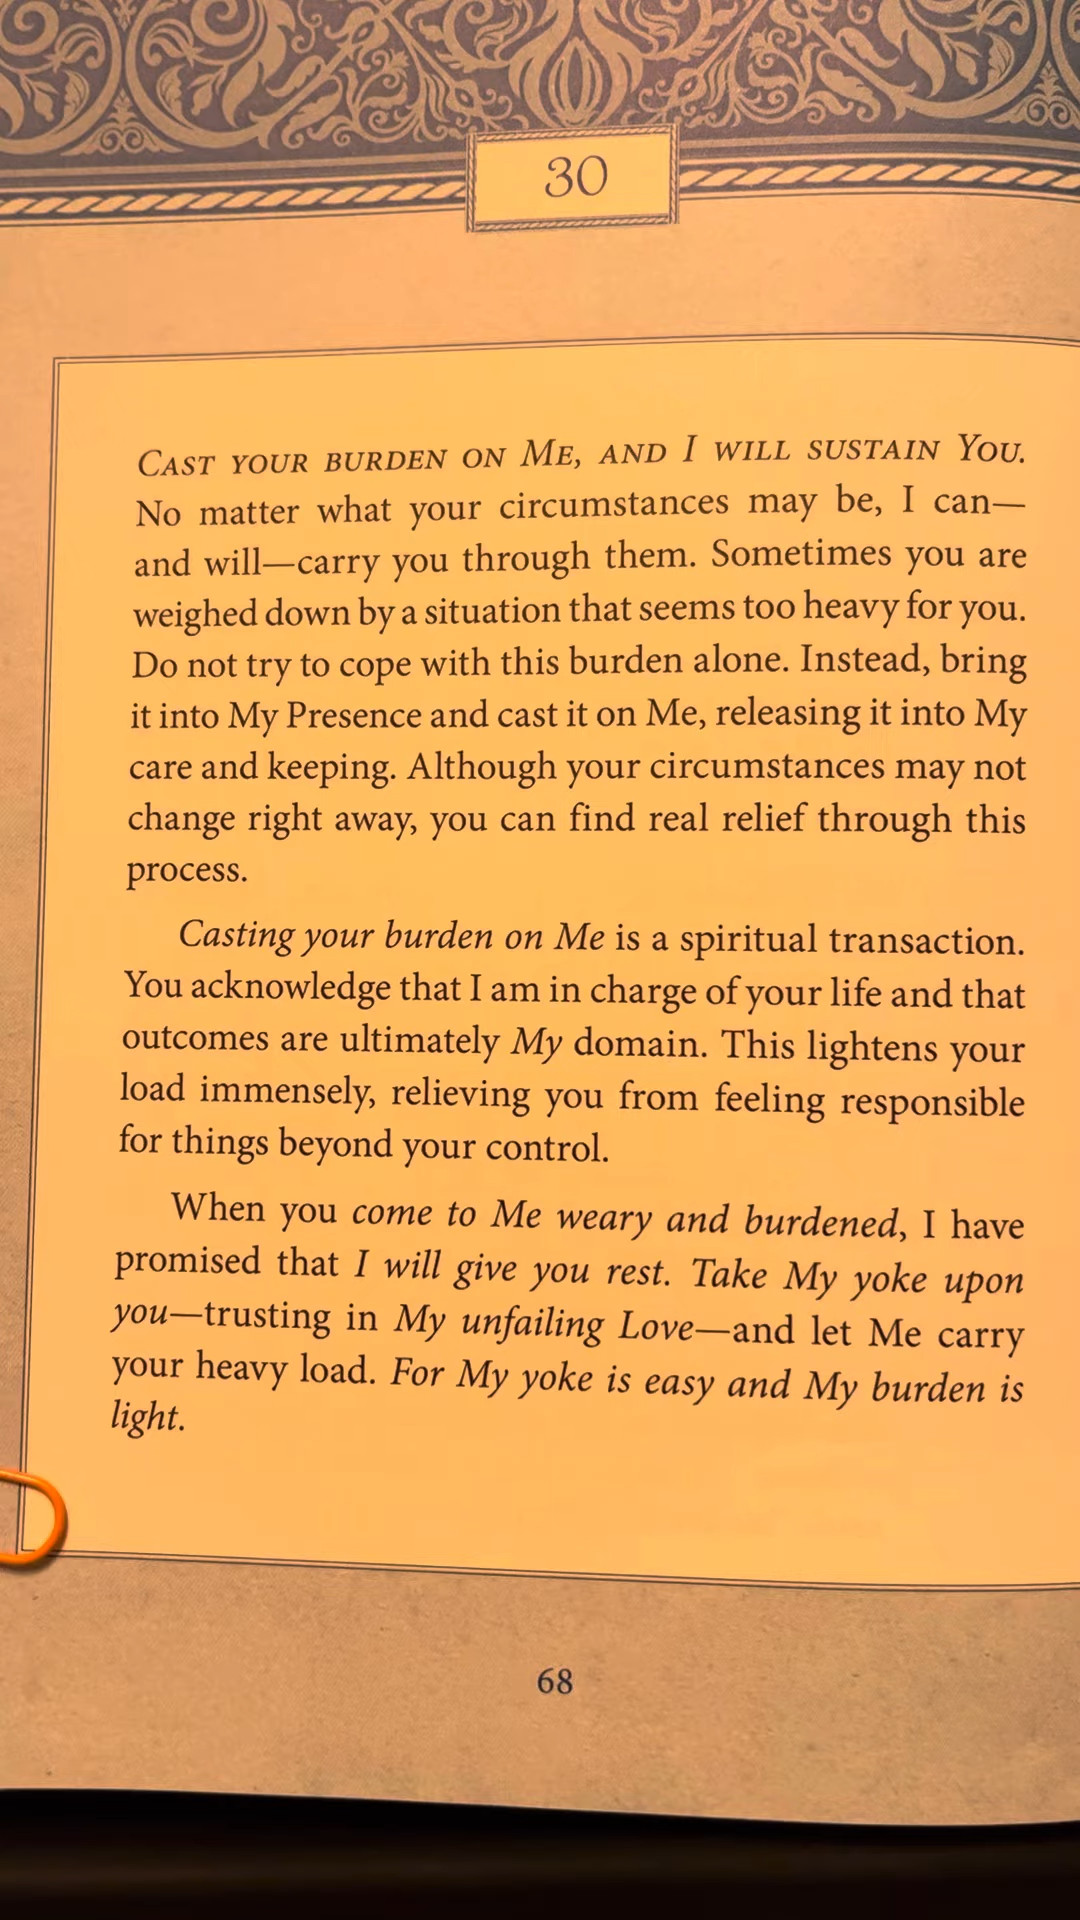 30
CAST YOUR BURDEN ON ME, AND I WILL SUSTAIN YOU.
No matter what your circumstances may be, I can—
and will—carry you through them. Sometimes you are
weighed down by a situation that seems too heavy for you.
Do not try to cope with this burden alone. Instead, bring
it into My Presence and cast it on Me, releasing it into My
care and keeping. Although your circumstances may not
change right away, you can find real relief through this
process.
Casting your burden on Me is a spiritual transaction.
You acknowledge that I am in charge of your life and that
outcomes are ultimately My domain. This lightens your
load immensely, relieving you from feeling responsible
for things beyond your control.
When you come to Me weary and burdened, I have
promised that I will give you rest. Take My yoke upon
you—trusting in My unfailing Love—and let Me carry
your heavy load. For My yoke is easy and My burden is
light.
68